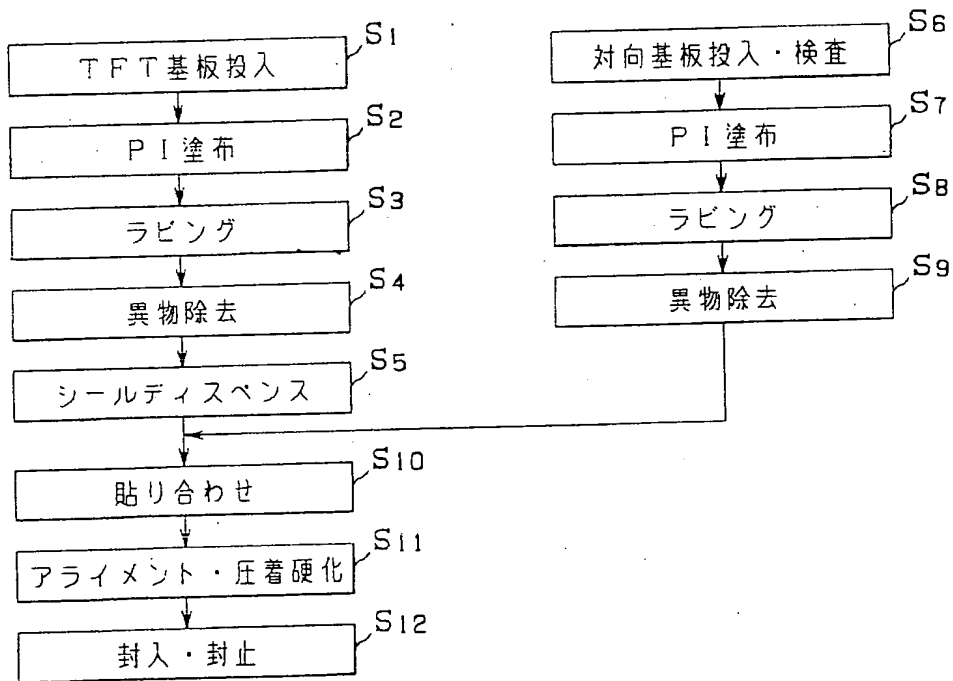 S1
TFT基板投入
S2
PI塗布
S3
ラビング
S4
異物除去
S5
シールディスペンス
S6
対向基板投入・検査
S7
PI塗布
S8
ラビング
S9
異物除去
S10
貼り合わせ
S11
アライメント・圧着硬化
S12
封入・封止